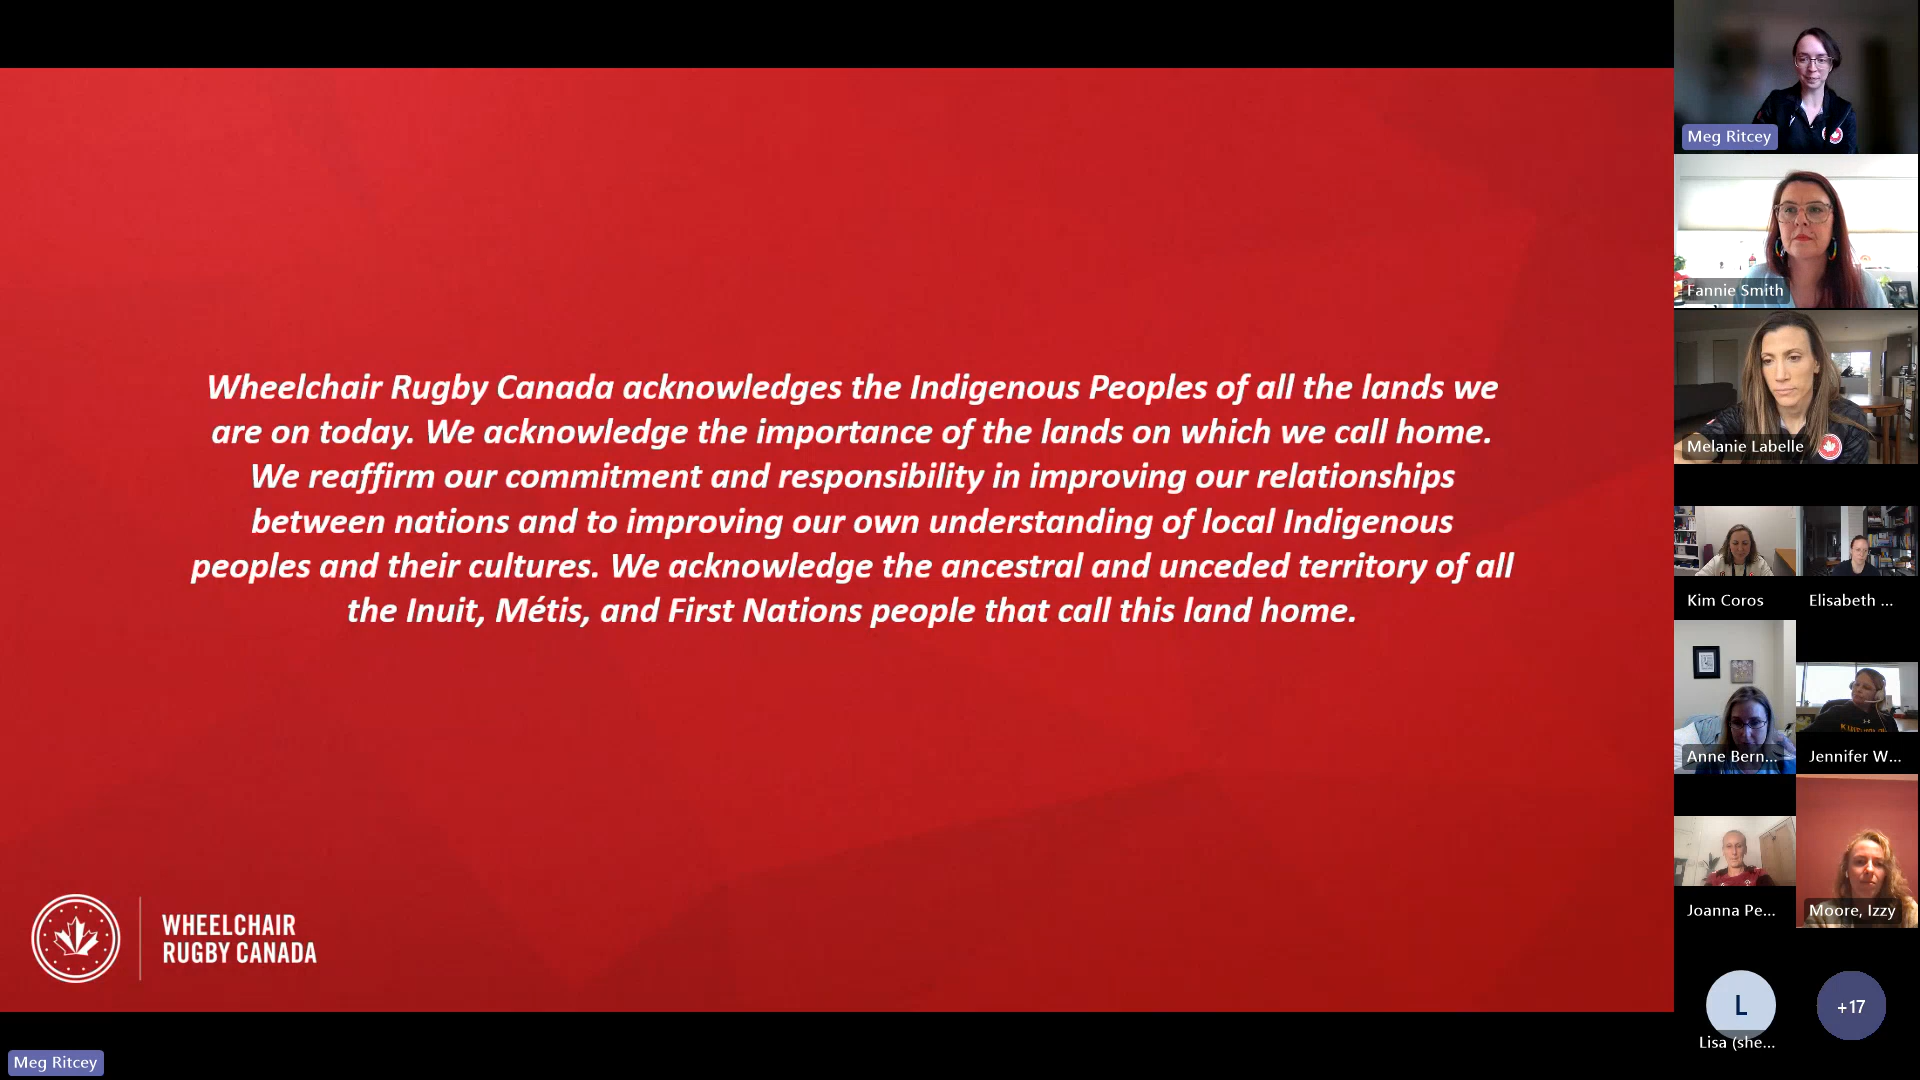 Wheelchair Rugby Canada acknowledges the Indigenous Peoples of all the lands we
are on today. We acknowledge the importance of the lands on which we call home.
We reaffirm our commitment and responsibility in improving our relationships
between nations and to improving our own understanding of local Indigenous
peoples and their cultures. We acknowledge the ancestral and unceded territory of all
the Inuit, Métis, and First Nations people that call this land home.
WHEELCHAIR
RUGBY CANADA
Meg Ritcey
Meg Ritcey
Fannie Smith
Melanie Labelle
Kim Coros
Elisabeth ...
Anne Bern...
Jennifer W...
Joanna Pe...
Moore, Izzy
L
Lisa (she...
+17